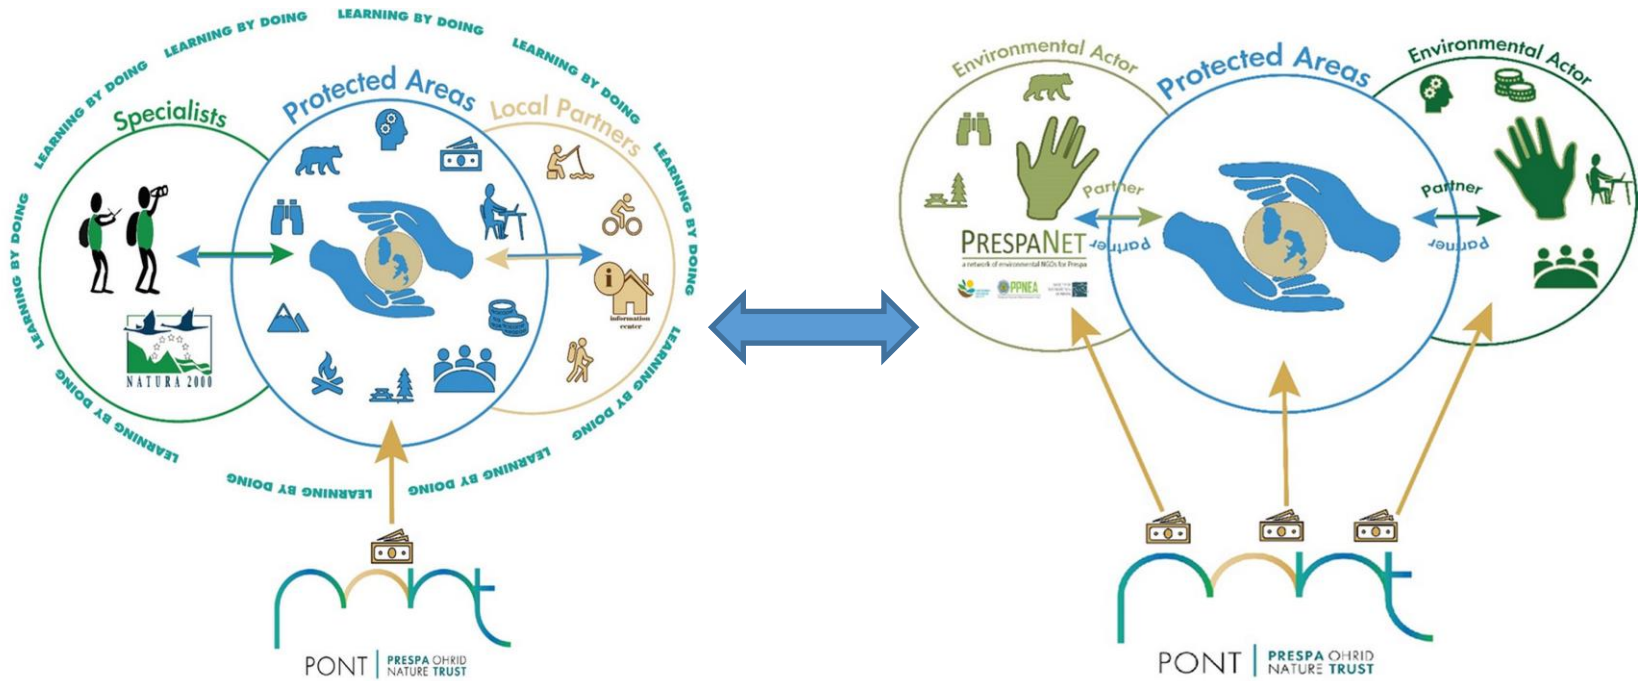 LEARNING BY DOING
LEARNING BY DOING
LEARNING BY DOING
LEARNING BY DOING
LEARNING BY DOING
LEARNING BY DOING
LEARNING BY DOING
LEARNING BY DOING
LEARNING BY DOING
LEARNING BY DOING
LEARNING BY DOING
Specialists
Protected Areas
Local Partners
NATURA 2000
i
information
center
PONT
PRESPA OHRID
NATURE TRUST
Environmental Actor
Protected Areas
Environmental Actor
Partner
Partner
Partner
Partner
PRESPANET
a network of environmental NGOs for Prespa
PPNEA
PONT
PRESPA OHRID
NATURE TRUST